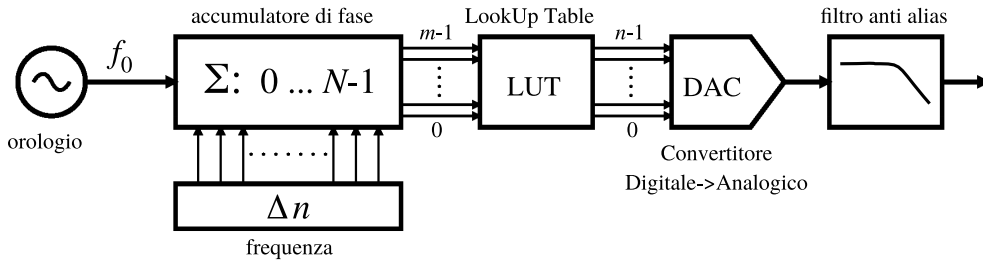 accumulatore di fase
LookUp Table
filtro anti alias
f₀
Σ: 0 ... N-1
m-1
0
LUT
n-1
0
DAC
orologio
Convertitore
Digitale->Analogico
Δn
frequenza